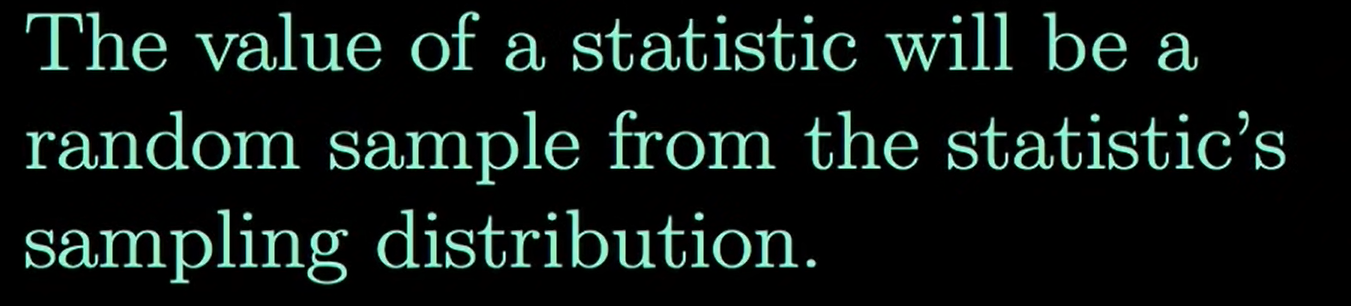 The value of a statistic will be a
random sample from the statistic’s
sampling distribution.